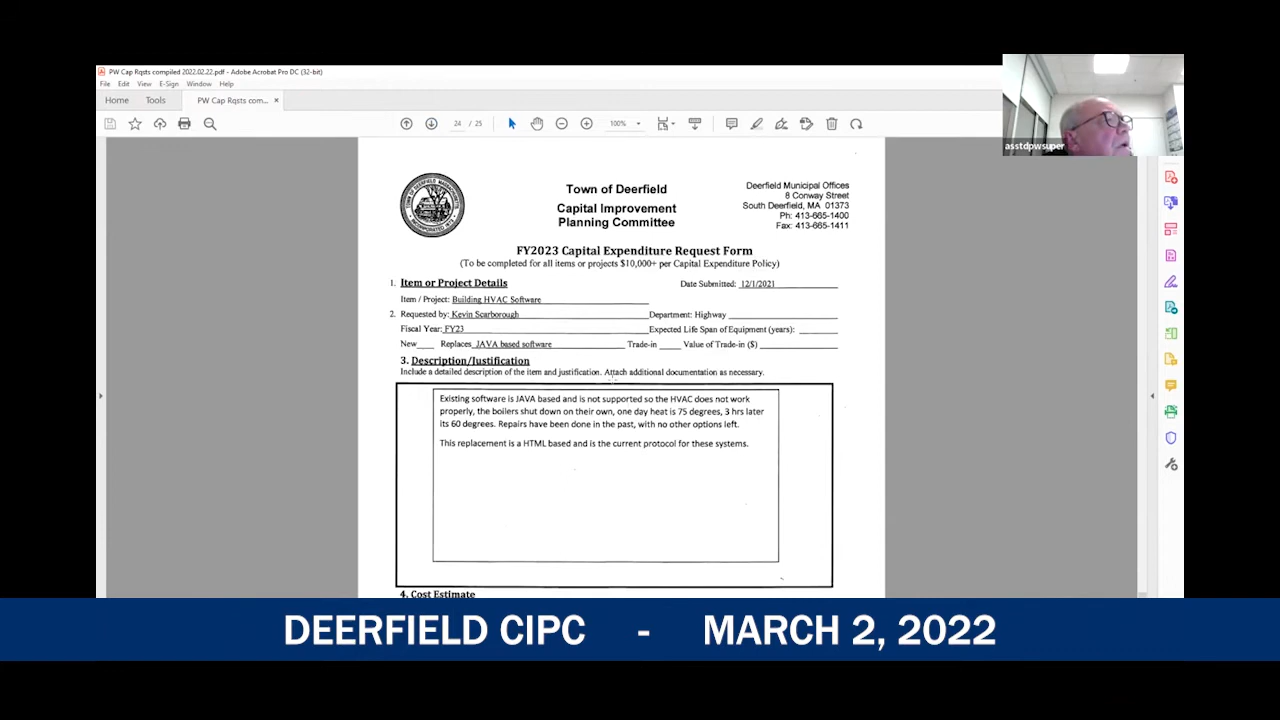 PW Cap Rqsts compiled 2022.02.22.pdf - Adobe Acrobat Pro DC (32-bit)
File Edit View E-Sign Window Help
Home Tools PW Cap Rqsts com... ×
24 / 25 100%
asstdpwsuper
Town of Deerfield
Capital Improvement
Planning Committee
Deerfield Municipal Offices
8 Conway Street
South Deerfield, MA 01373
Ph: 413-665-1400
Fax: 413-665-1411
FY2023 Capital Expenditure Request Form
(To be completed for all items or projects $10,000+ per Capital Expenditure Policy)
1. Item or Project Details Date Submitted: 12/1/2021
Item / Project: Building HVAC Software
2. Requested by: Kevin Scarborough Department: Highway
Fiscal Year: FY23 Expected Life Span of Equipment (years):
New Replaces JAVA based software Trade-in Value of Trade-in ($)
3. Description/Justification
Include a detailed description of the item and justification. Attach additional documentation as necessary.
Existing software is JAVA based and is not supported so the HVAC does not work
properly, the boilers shut down on their own, one day heat is 75 degrees, 3 hrs later
its 60 degrees. Repairs have been done in the past, with no other options left.
This replacement is a HTML based and is the current protocol for these systems.
4. Cost Estimate
DEERFIELD CIPC - MARCH 2, 2022